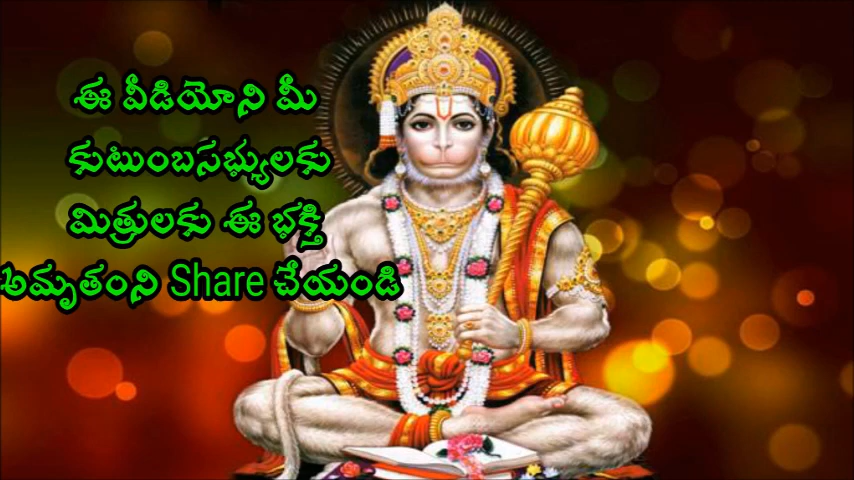 ఈ వీడియోని మీ
కుటుంబసభ్యులకు
మిత్రులకు ఈ భక్తి
అమృతంని Share చేయండి